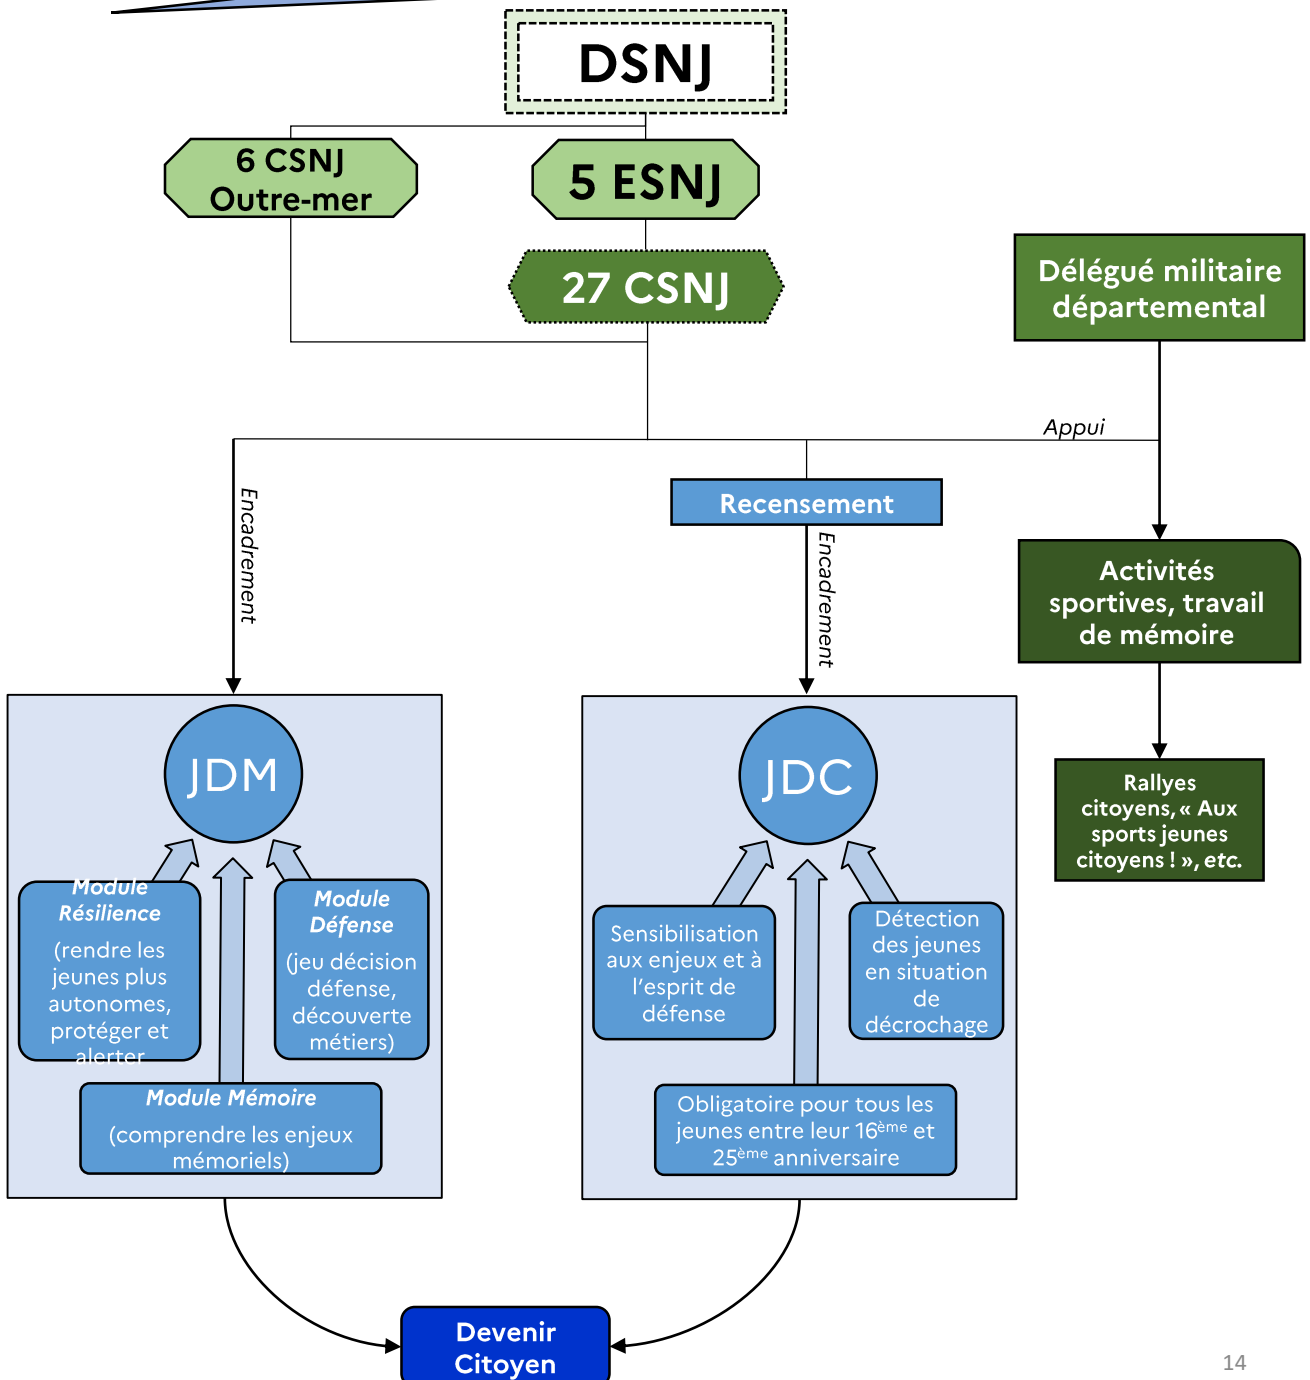 DSNJ
6 CSNJ
Outre-mer
5 ESNJ
27 CSNJ
Délégué militaire
départemental
Appui
Encadrement
Recensement
Encadrement
Activités
sportives, travail
de mémoire
Rallyes
citoyens, « Aux
sports jeunes
citoyens ! », etc.
JDM
Module
Résilience
(rendre les
jeunes plus
autonomes,
protéger et
alerter
Module
Défense
(jeu décision
défense,
découverte
métiers)
Module Mémoire
(comprendre les enjeux
mémoriels)
JDC
Sensibilisation
aux enjeux et à
l’esprit de
défense
Détection
des jeunes
en situation
de
décrochage
Obligatoire pour tous les
jeunes entre leur 16ème et
25ème anniversaire
Devenir
Citoyen
14